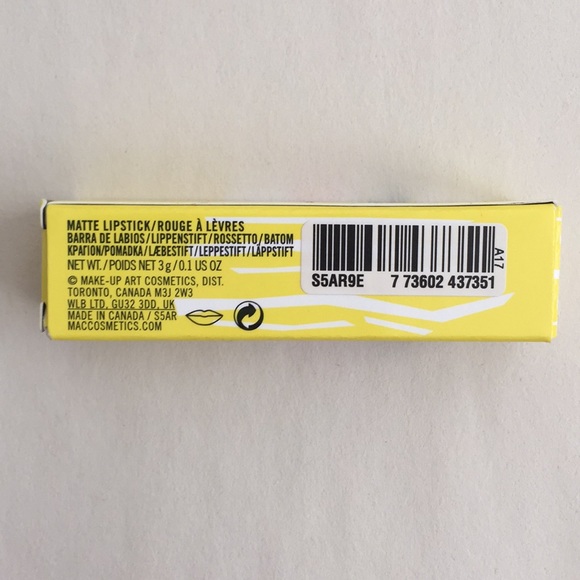 MATTE LIPSTICK/ROUGE À LÈVRES
BARRA DE LABIOS/LIPPENSTIFT/ROSSETTO/BATOM
ΚΡΑΓΙΟΝ/РОМАДКА/LÆBESTIFT/LEPPESTIFT/LÄPPSTIFT
NET WT./POIDS NET 3 g/0.1 US OZ
© MAKE-UP ART COSMETICS, DIST.
TORONTO, CANADA M3J 2W3
WLB LTD. GU32 3DD, UK
MADE IN CANADA / S5AR
MACCOSMETICS.COM
A17
S5AR9E 7 73602 437351